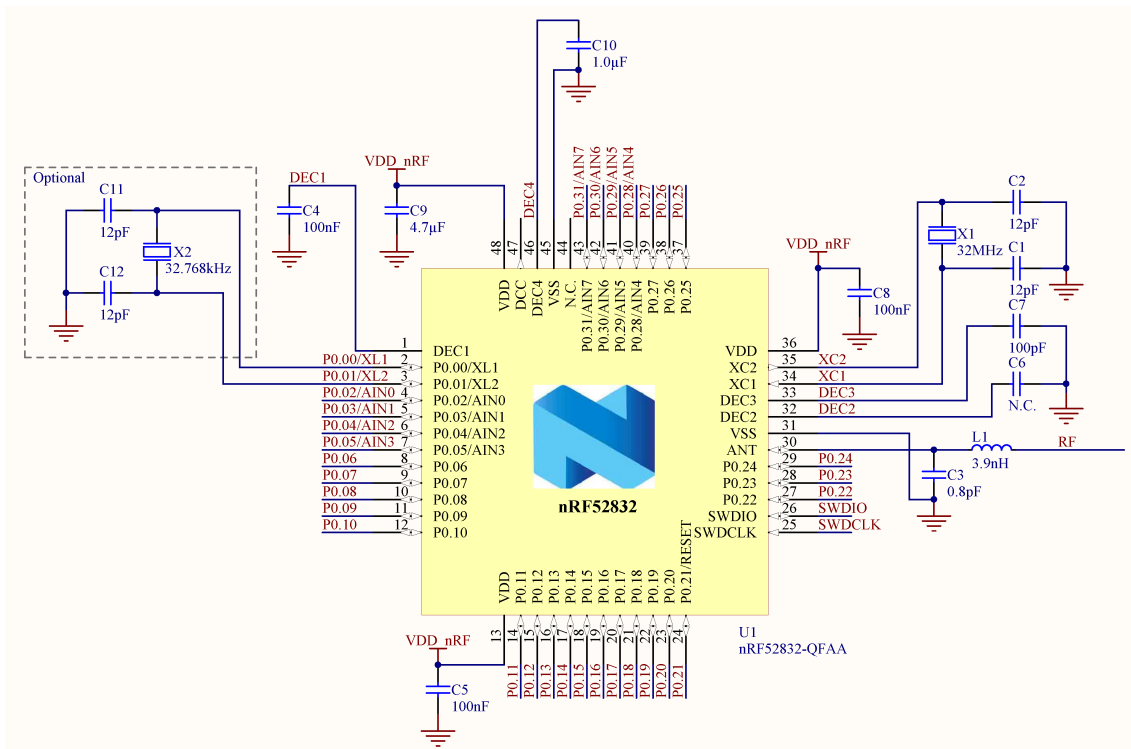 C10
1.0µF
Optional
C11
12pF
X2
32.768kHz
C12
12pF
DEC1
C4
100nF
VDD_nRF
C9
4.7µF
DEC4
P0.31/AIN7
P0.30/AIN6
P0.29/AIN5
P0.28/AIN4
P0.27
P0.26
P0.25
48
47
46
45
44
43
42
41
40
39
38
37
VDD
DCC
DEC4
VSS
N.C.
P0.31/AIN7
P0.30/AIN6
P0.29/AIN5
P0.28/AIN4
P0.27
P0.26
P0.25
VDD_nRF
C8
100nF
X1
32MHz
C2
12pF
C1
12pF
C7
100pF
C6
N.C.
1 DEC1
P0.00/XL1 2 P0.00/XL1
P0.01/XL2 3 P0.01/XL2
P0.02/AIN0 4 P0.02/AIN0
P0.03/AIN1 5 P0.03/AIN1
P0.04/AIN2 6 P0.04/AIN2
P0.05/AIN3 7 P0.05/AIN3
P0.06 8 P0.06
P0.07 9 P0.07
P0.08 10 P0.08
P0.09 11 P0.09
P0.10 12 P0.10
nRF52832
VDD 36
XC2 35 XC2
XC1 34 XC1
DEC3 33 DEC3
DEC2 32 DEC2
VSS 31
ANT 30
P0.24 29 P0.24
P0.23 28 P0.23
P0.22 27 P0.22
SWDIO 26 SWDIO
SWDCLK 25 SWDCLK
L1
3.9nH
RF
C3
0.8pF
VDD
P0.11
P0.12
P0.13
P0.14
P0.15
P0.16
P0.17
P0.18
P0.19
P0.20
P0.21/RESET
13
14
15
16
17
18
19
20
21
22
23
24
P0.11
P0.12
P0.13
P0.14
P0.15
P0.16
P0.17
P0.18
P0.19
P0.20
P0.21
U1
nRF52832-QFAA
VDD_nRF
C5
100nF